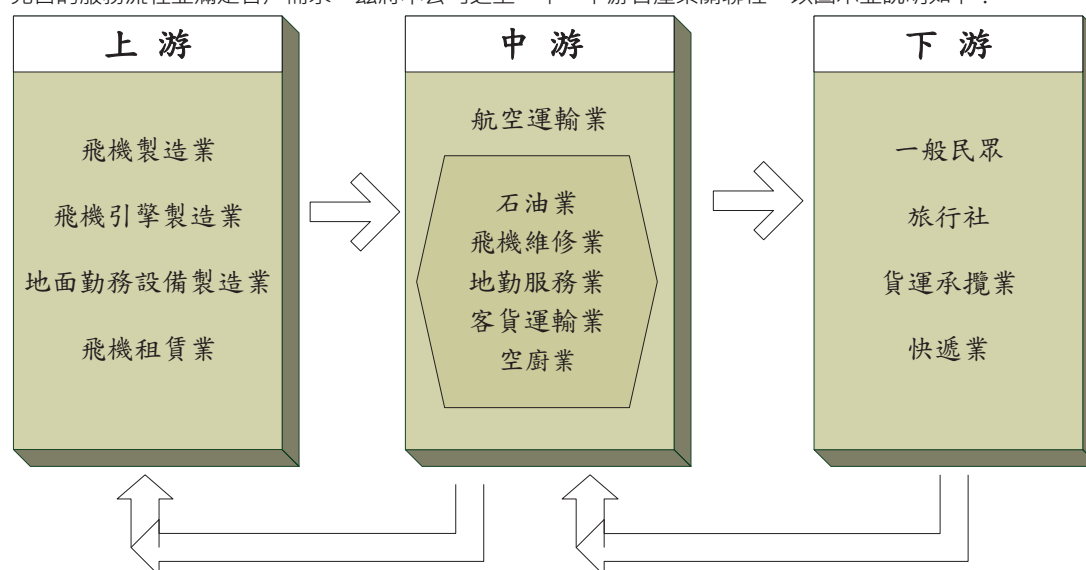 上 游
飛機製造業
飛機引擎製造業
地面勤務設備製造業
飛機租賃業
中 游
航空運輸業
石油業
飛機維修業
地勤服務業
客貨運輸業
空廚業
下 游
一般民眾
旅行社
貨運承攬業
快遞業